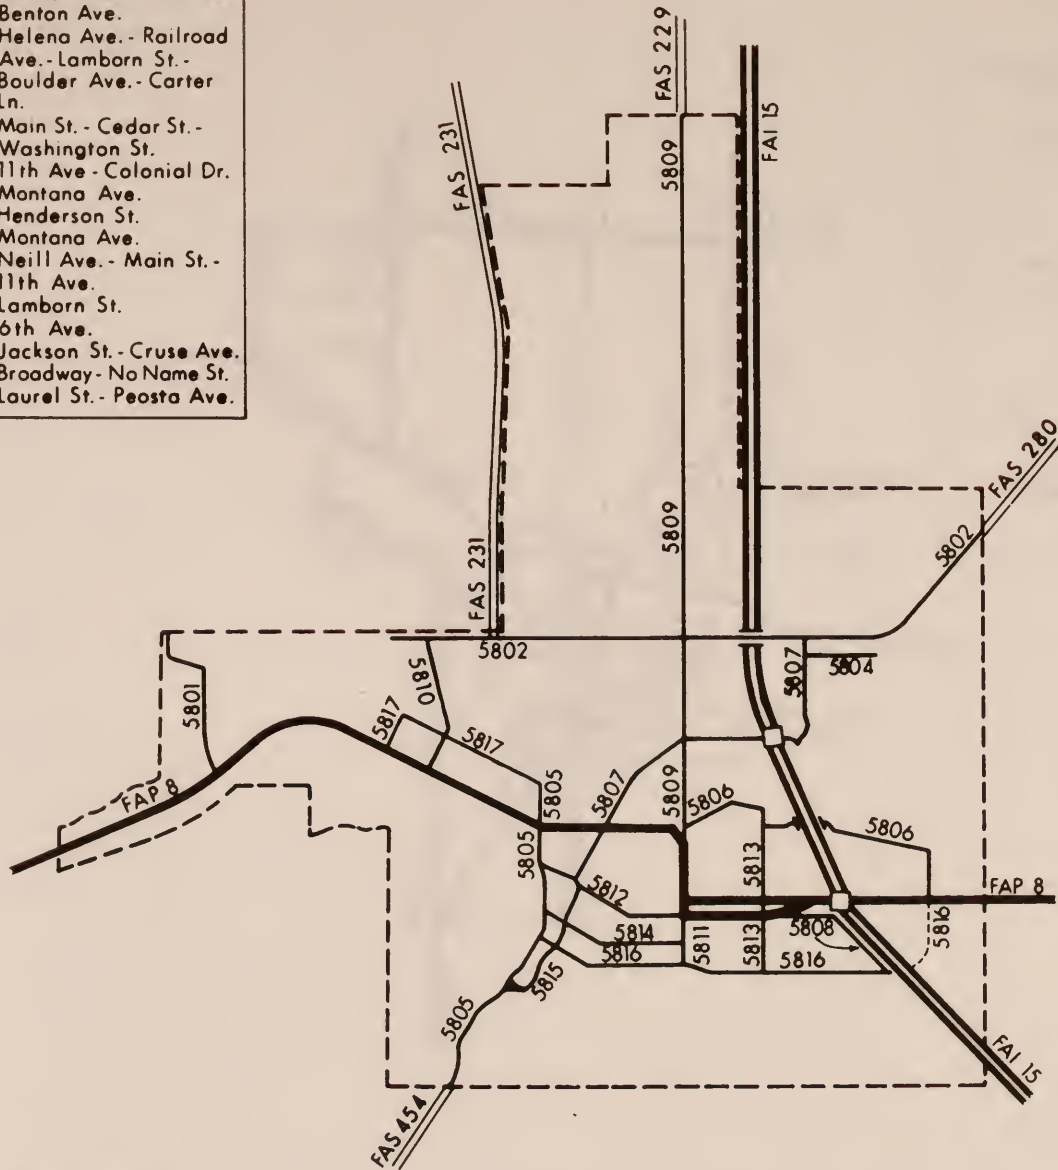 Benton Ave.
Helena Ave. - Railroad
Ave. - Lamborn St. -
Boulder Ave. - Carter
Ln.
Main St. - Cedar St. -
Washington St.
11th Ave - Colonial Dr.
Montana Ave.
Henderson St.
Montana Ave.
Neill Ave. - Main St. -
11th Ave.
Lamborn St.
6th Ave.
Jackson St. - Cruse Ave.
Broadway - No Name St.
Laurel St. - Peosta Ave.
FAS 229
FAS 231
5809
FAI 15
FAS 280
5809
5802
FAS 231
5802
5807
5804
5810
5801
5817
5817
FAP 8
5805
5807
5809
5806
5806
5805
5813
5812
FAP 8
5814
5811
5813
5808
5816
5816
5815
5816
5805
FAI 15
FAS 454